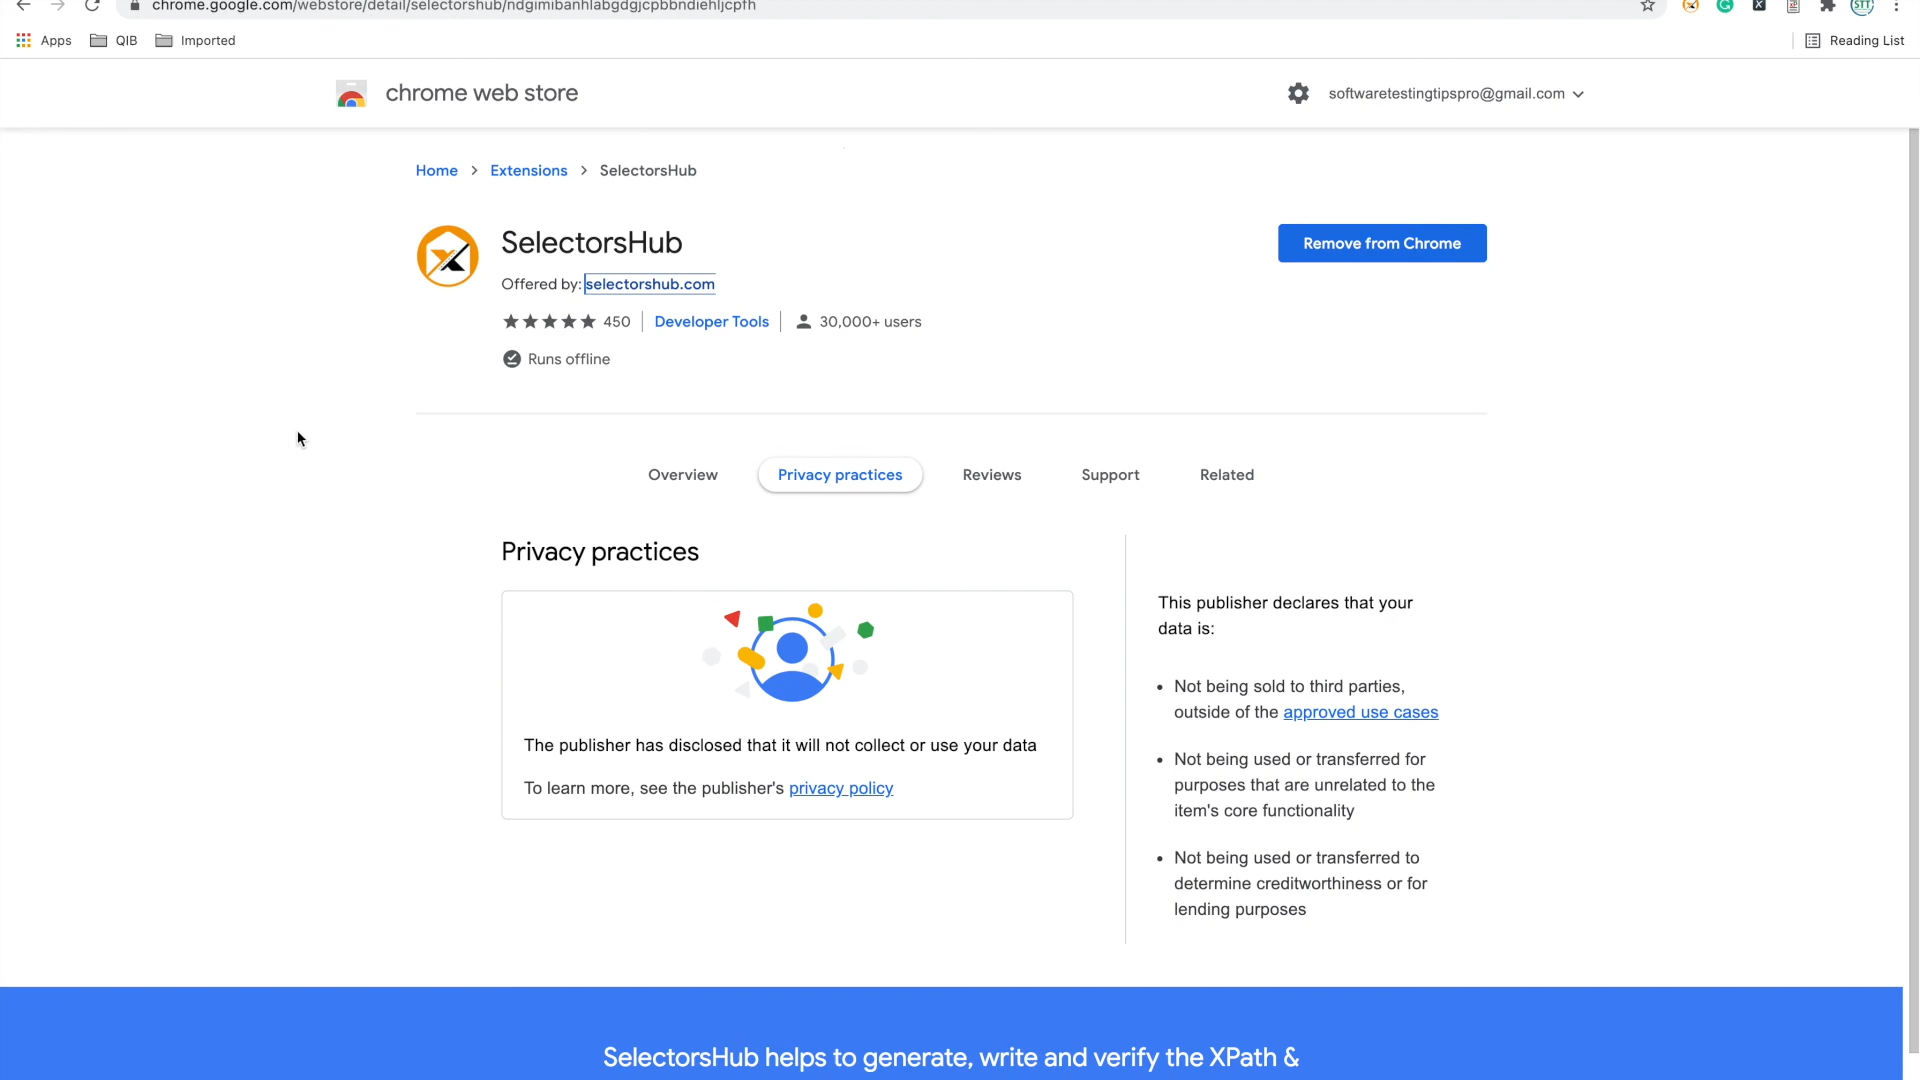 chrome.google.com/webstore/detail/selectorshub/ndgimibanhlabgdgjcpbbndiehljcpfh
Apps QIB Imported Reading List
chrome web store softwaretestingtipspro@gmail.com
Home > Extensions > SelectorsHub
SelectorsHub
Remove from Chrome
Offered by: selectorshub.com
450 Developer Tools 30,000+ users
Runs offline
Overview Privacy practices Reviews Support Related
Privacy practices
The publisher has disclosed that it will not collect or use your data
To learn more, see the publisher's privacy policy
This publisher declares that your
data is:
• Not being sold to third parties,
outside of the approved use cases
• Not being used or transferred for
purposes that are unrelated to the
item's core functionality
• Not being used or transferred to
determine creditworthiness or for
lending purposes
SelectorsHub helps to generate, write and verify the XPath &